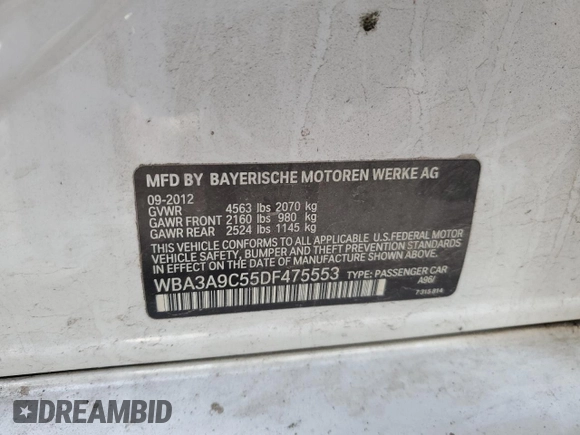 MFD BY BAYERISCHE MOTOREN WERKE AG
09-2012
GVWR 4563 lbs 2070 kg
GAWR FRONT 2160 lbs 980 kg
GAWR REAR 2524 lbs 1145 kg
THIS VEHICLE CONFORMS TO ALL APPLICABLE U.S.FEDERAL MOTOR
VEHICLE SAFETY, BUMPER AND THEFT PREVENTION STANDARDS
IN EFFECT ON THE DATE OF MANUFACTURE SHOWN ABOVE.
WBA3A9C55DF475553 TYPE: PASSENGER CAR
A96/
DREAMBID